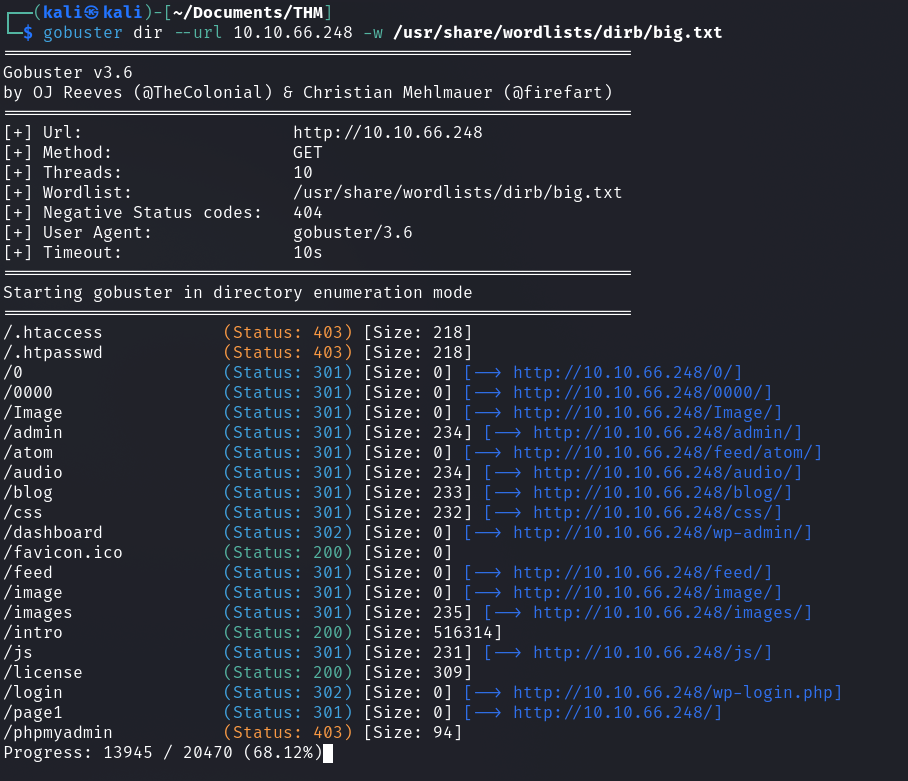 ┌──(kali㉿kali)-[~/Documents/THM]
└─$ gobuster dir --url 10.10.66.248 -w /usr/share/wordlists/dirb/big.txt
===============================================================
Gobuster v3.6
by OJ Reeves (@TheColonial) & Christian Mehlmauer (@firefart)
===============================================================
[+] Url:                     http://10.10.66.248
[+] Method:                  GET
[+] Threads:                 10
[+] Wordlist:                /usr/share/wordlists/dirb/big.txt
[+] Negative Status codes:   404
[+] User Agent:              gobuster/3.6
[+] Timeout:                 10s
===============================================================
Starting gobuster in directory enumeration mode
===============================================================
/.htaccess            (Status: 403) [Size: 218]
/.htpasswd            (Status: 403) [Size: 218]
/0                    (Status: 301) [Size: 0] [--> http://10.10.66.248/0/]
/0000                 (Status: 301) [Size: 0] [--> http://10.10.66.248/0000/]
/Image                (Status: 301) [Size: 0] [--> http://10.10.66.248/Image/]
/admin                (Status: 301) [Size: 234] [--> http://10.10.66.248/admin/]
/atom                 (Status: 301) [Size: 0] [--> http://10.10.66.248/feed/atom/]
/audio                (Status: 301) [Size: 234] [--> http://10.10.66.248/audio/]
/blog                 (Status: 301) [Size: 233] [--> http://10.10.66.248/blog/]
/css                  (Status: 301) [Size: 232] [--> http://10.10.66.248/css/]
/dashboard            (Status: 302) [Size: 0] [--> http://10.10.66.248/wp-admin/]
/favicon.ico          (Status: 200) [Size: 0]
/feed                 (Status: 301) [Size: 0] [--> http://10.10.66.248/feed/]
/image                (Status: 301) [Size: 0] [--> http://10.10.66.248/image/]
/images               (Status: 301) [Size: 235] [--> http://10.10.66.248/images/]
/intro                (Status: 200) [Size: 516314]
/js                   (Status: 301) [Size: 231] [--> http://10.10.66.248/js/]
/license              (Status: 200) [Size: 309]
/login                (Status: 302) [Size: 0] [--> http://10.10.66.248/wp-login.php]
/page1                (Status: 301) [Size: 0] [--> http://10.10.66.248/]
/phpmyadmin           (Status: 403) [Size: 94]
Progress: 13945 / 20470 (68.12%)